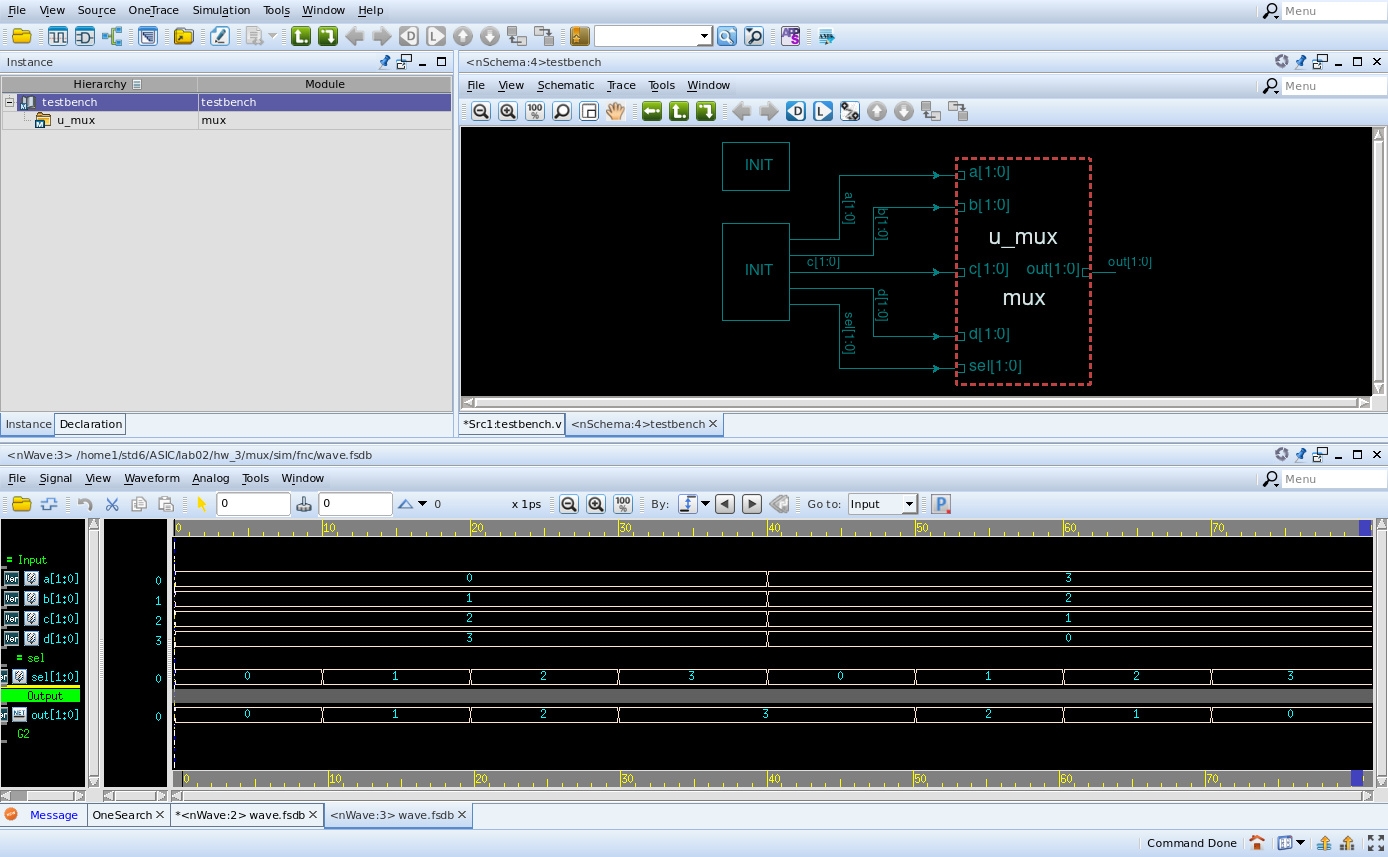 File View Source OneTrace Simulation Tools Window Help Menu
Instance
Hierarchy Module
testbench testbench
u_mux mux
Instance Declaration
<nSchema:4>testbench
File View Schematic Trace Tools Window Menu
100%
INIT
INIT
a[1:0]
b[1:0]
c[1:0]
d[1:0]
sel[1:0]
a[1:0]
b[1:0]
u_mux
c[1:0] out[1:0] out[1:0]
mux
d[1:0]
sel[1:0]
*Src1:testbench.v <nSchema:4>testbench
<nWave:3> /home1/std6/ASIC/lab02/hw_3/mux/sim/fnc/wave.fsdb
File Signal View Waveform Analog Tools Window Menu
0 0 0 x 1ps 100% By: Go to: Input P
0 10 20 30 40 50 60 70
= Input
a[1:0] 0 0 3
b[1:0] 1 1 2
c[1:0] 2 2 1
d[1:0] 3 3 0
= sel
sel[1:0] 0 0 1 2 3 0 1 2 3
Output
out[1:0] 0 0 1 2 3 2 1 0
G2
0 10 20 30 40 50 60 70
Message OneSearch *<nWave:2> wave.fsdb <nWave:3> wave.fsdb
Command Done